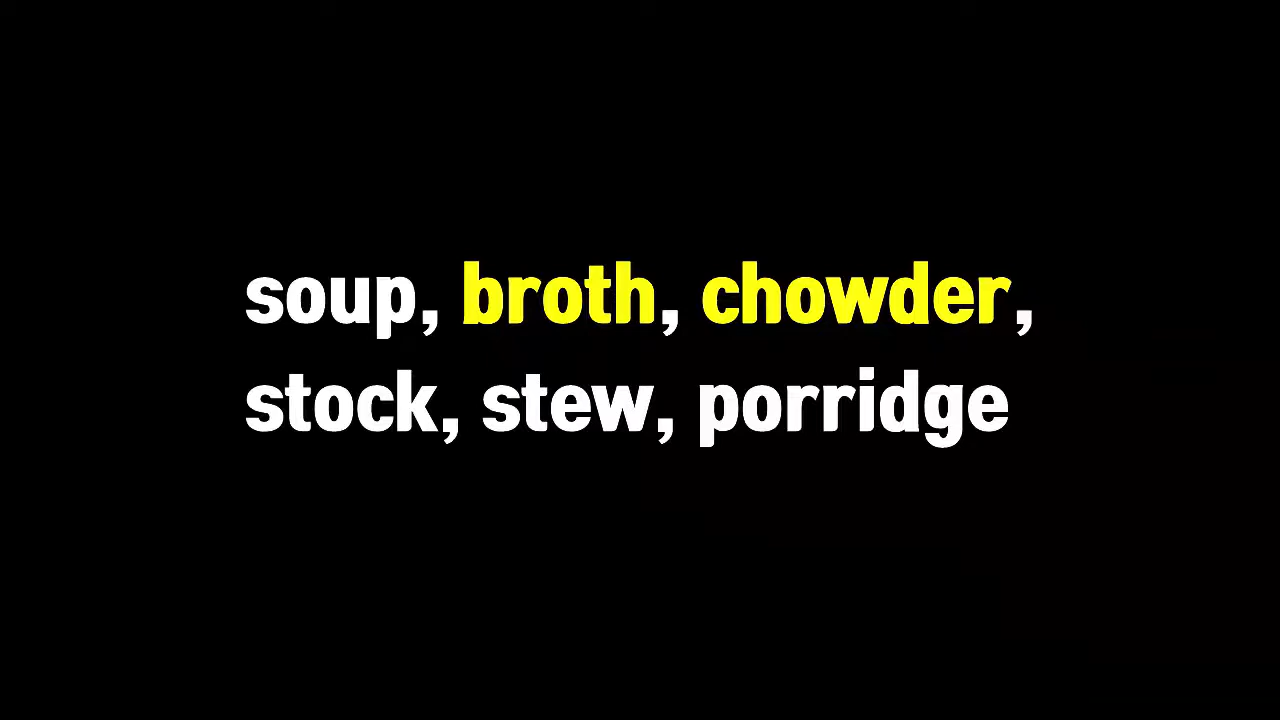 soup, broth, chowder,
stock, stew, porridge